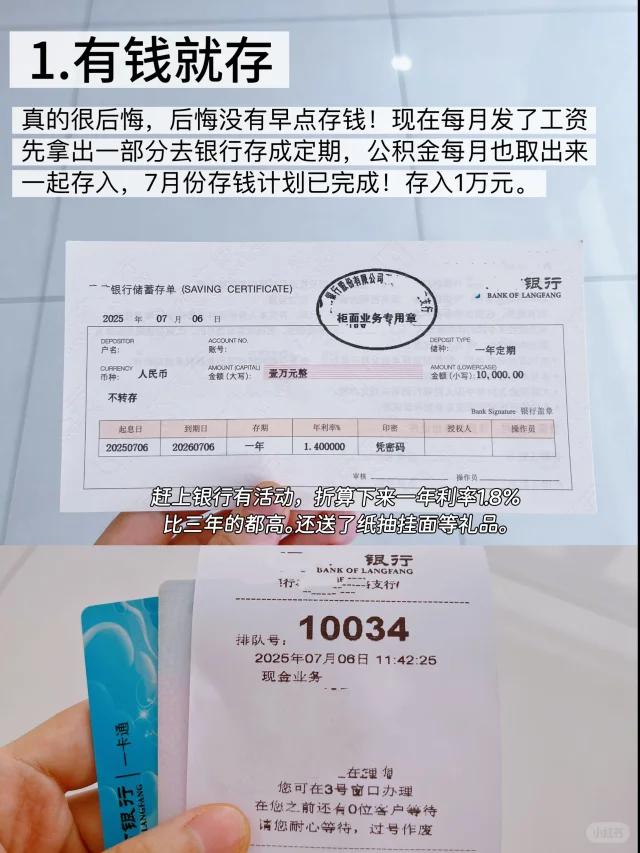 1.有钱就存
真的很后悔，后悔没有早点存钱！现在每月发了工资
先拿出一部分去银行存成定期，公积金每月也取出来
一起存入，7月份存钱计划已完成！存入1万元。
银行储蓄存单 (SAVING CERTIFICATE)
银行
BANK OF LANGFANG
银行股份有限公司
支行
柜面业务专用章
2025 年 07 月 06 日
DEPOSITOR
户名：
ACCOUNT NO.
账号：
DEPOSIT TYPE
储种： 一年定期
CURRENCY
币种： 人民币
AMOUNT (CAPITAL)
金额 (大写)： 壹万元整
AMOUNT (LOWERCASE)
金额 (小写)： 10,000.00
不转存
Bank Signature 银行盖章
起息日 到期日 存期 年利率% 印密 授权人 操作员
20250706 20260706 一年 1.400000 凭密码
审核 操作员
赶上银行有活动，折算下来一年利率1.8%
比三年的都高。还送了纸抽挂面等礼品。
银行
BANK OF LANGFANG
支行
排队号： 10034
2025年07月06日 11:42:25
现金业务
您可在3号窗口办理
在您之前还有0位客户等待
请您耐心等待，过号作废
银行 一卡通
LANGFANG
小红书